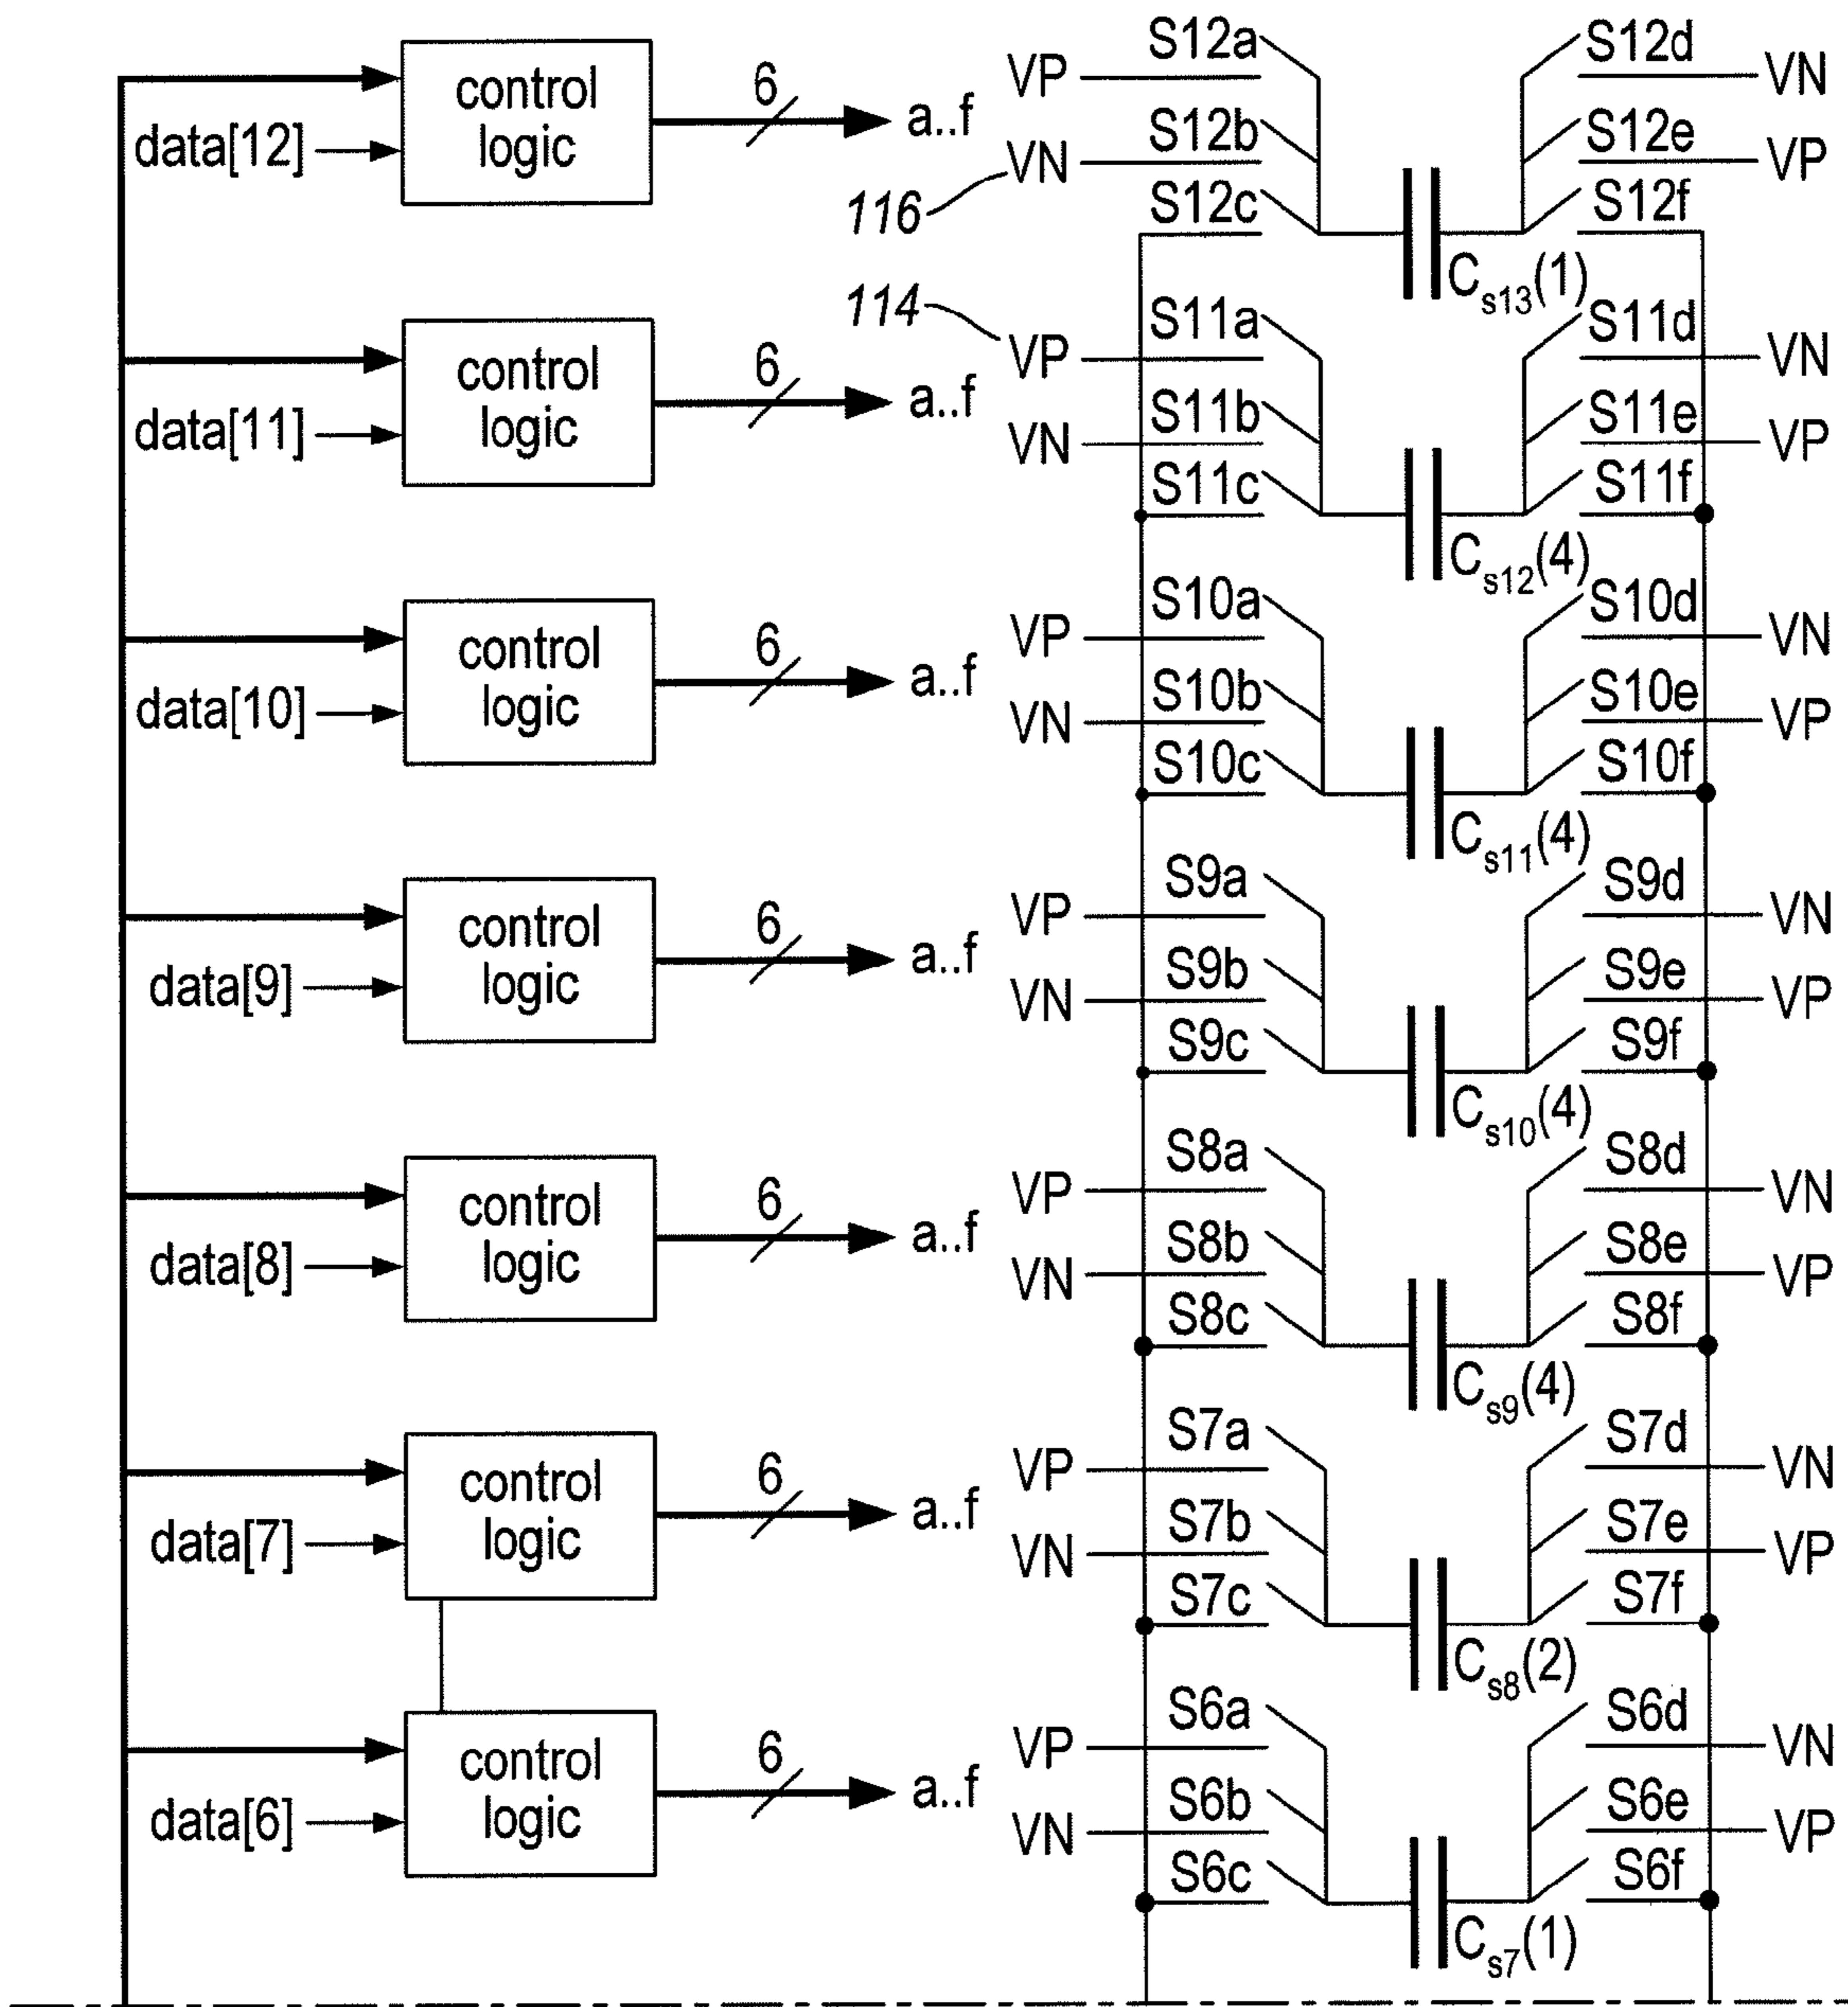 control logic
data[12]
6
a..f
VP
VN
116
S12a
S12b
S12c
S12d
S12e
S12f
VN
VP
Cs13(1)
control logic
data[11]
6
a..f
114
VP
VN
S11a
S11b
S11c
S11d
S11e
S11f
VN
VP
Cs12(4)
control logic
data[10]
6
a..f
VP
VN
S10a
S10b
S10c
S10d
S10e
S10f
VN
VP
Cs11(4)
control logic
data[9]
6
a..f
VP
VN
S9a
S9b
S9c
S9d
S9e
S9f
VN
VP
Cs10(4)
control logic
data[8]
6
a..f
VP
VN
S8a
S8b
S8c
S8d
S8e
S8f
VN
VP
Cs9(4)
control logic
data[7]
6
a..f
VP
VN
S7a
S7b
S7c
S7d
S7e
S7f
VN
VP
Cs8(2)
control logic
data[6]
6
a..f
VP
VN
S6a
S6b
S6c
S6d
S6e
S6f
VN
VP
Cs7(1)